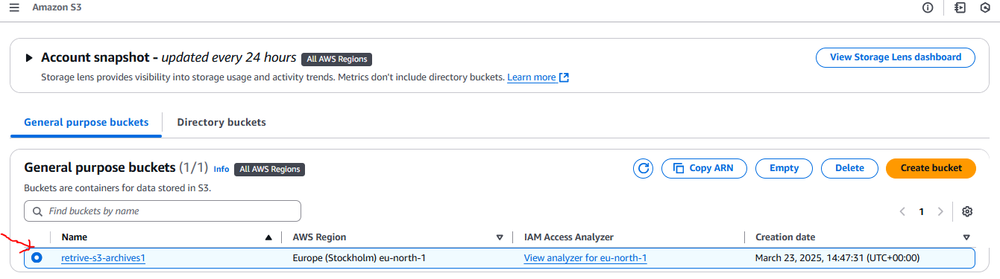 Amazon S3
Account snapshot - updated every 24 hours All AWS Regions
View Storage Lens dashboard
Storage lens provides visibility into storage usage and activity trends. Metrics don't include directory buckets. Learn more
General purpose buckets Directory buckets
General purpose buckets (1/1) Info All AWS Regions
Copy ARN Empty Delete Create bucket
Buckets are containers for data stored in S3.
Find buckets by name
1
Name AWS Region IAM Access Analyzer Creation date
retrive-s3-archives1 Europe (Stockholm) eu-north-1 View analyzer for eu-north-1 March 23, 2025, 14:47:31 (UTC+00:00)